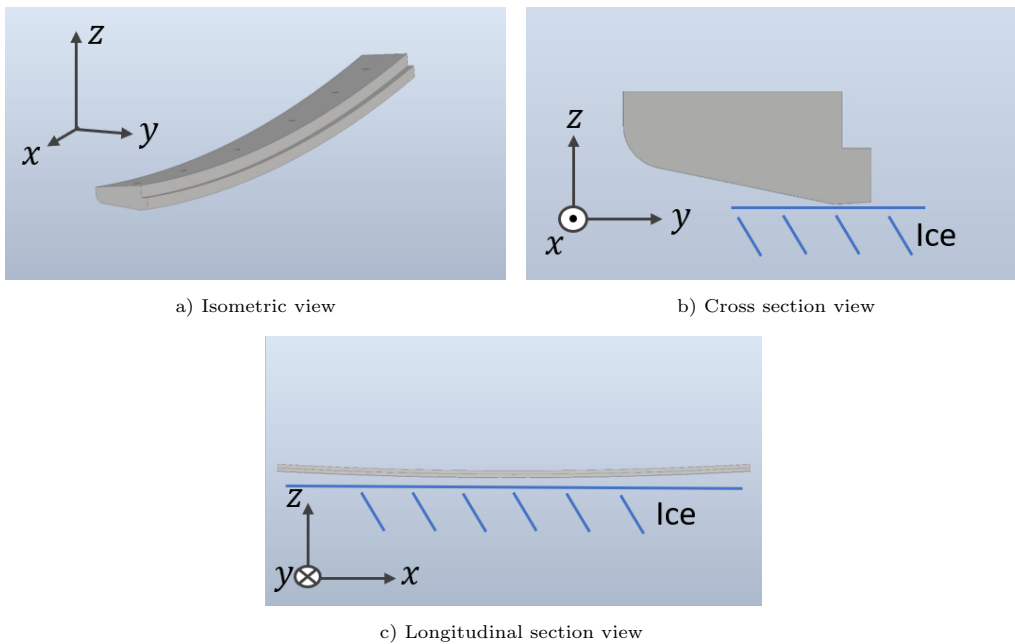 z
y
x
a) Isometric view
z
y
x
Ice
b) Cross section view
z
Ice
y
x
c) Longitudinal section view